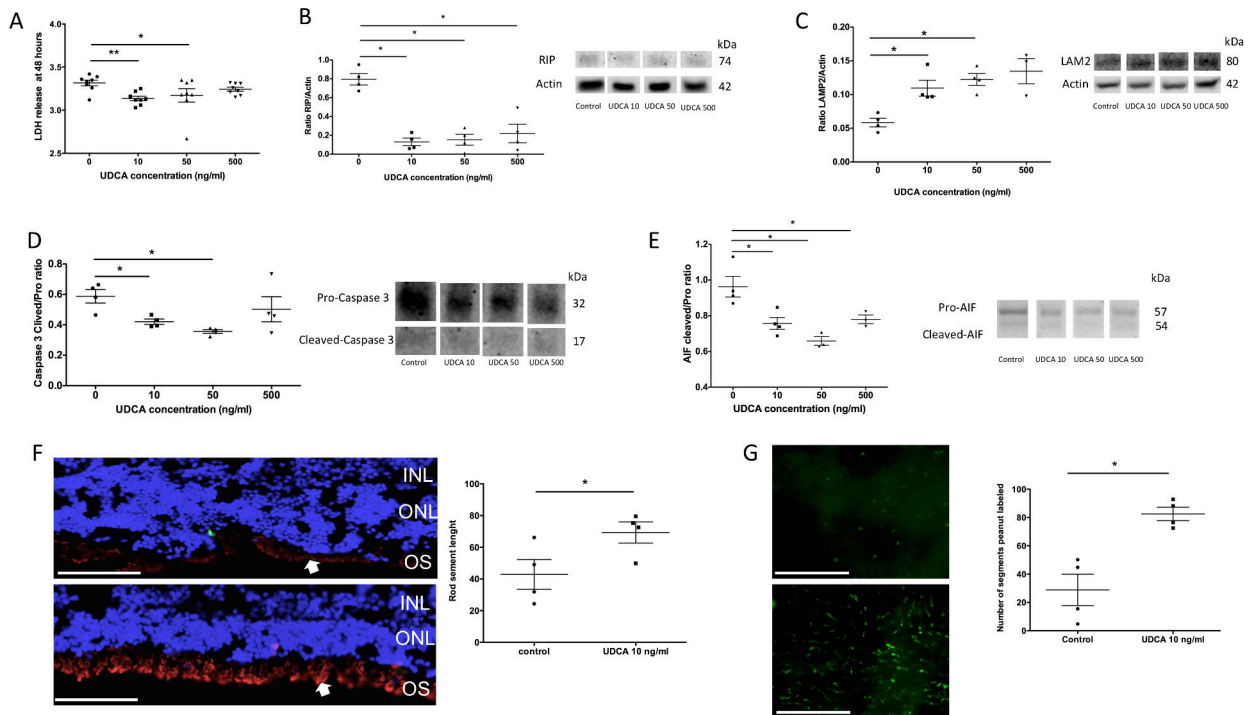 A
LDH release at 48 hours
4.0
3.5
3.0
2.5
**
*
0
10
50
500
UDCA concentration (ng/ml)
B
Ratio RIP/Actin
1.0
0.8
0.6
0.4
0.2
0.0
*
*
*
0
10
50
500
UDCA concentration (ng/ml)
kDa
RIP
74
Actin
42
Control
UDCA 10
UDCA 50
UDCA 500
C
Ratio LAMP2/Actin
0.20
0.15
0.10
0.05
0.00
*
*
0
10
50
500
UDCA concentration (ng/ml)
kDa
LAM2
80
Actin
42
Control
UDCA 10
UDCA 50
UDCA 500
D
Caspase 3 Clived/Pro ratio
0.8
0.6
0.4
0.2
0.0
*
*
0
10
50
500
UDCA concentration (ng/ml)
kDa
Pro-Caspase 3
32
Cleaved-Caspase 3
17
Control
UDCA 10
UDCA 50
UDCA 500
E
AIF cleaved/Pro ratio
1.2
1.0
0.8
0.6
0.4
*
*
*
0
10
50
500
UDCA concentration (ng/ml)
kDa
Pro-AIF
57
54
Cleaved-AIF
Control
UDCA 10
UDCA 50
UDCA 500
F
INL
ONL
OS
INL
ONL
OS
Rod sement lenght
100
80
60
40
20
0
*
control
UDCA 10 ng/ml
G
Number of segments peanut labeled
100
80
60
40
20
0
*
Control
UDCA 10 ng/ml